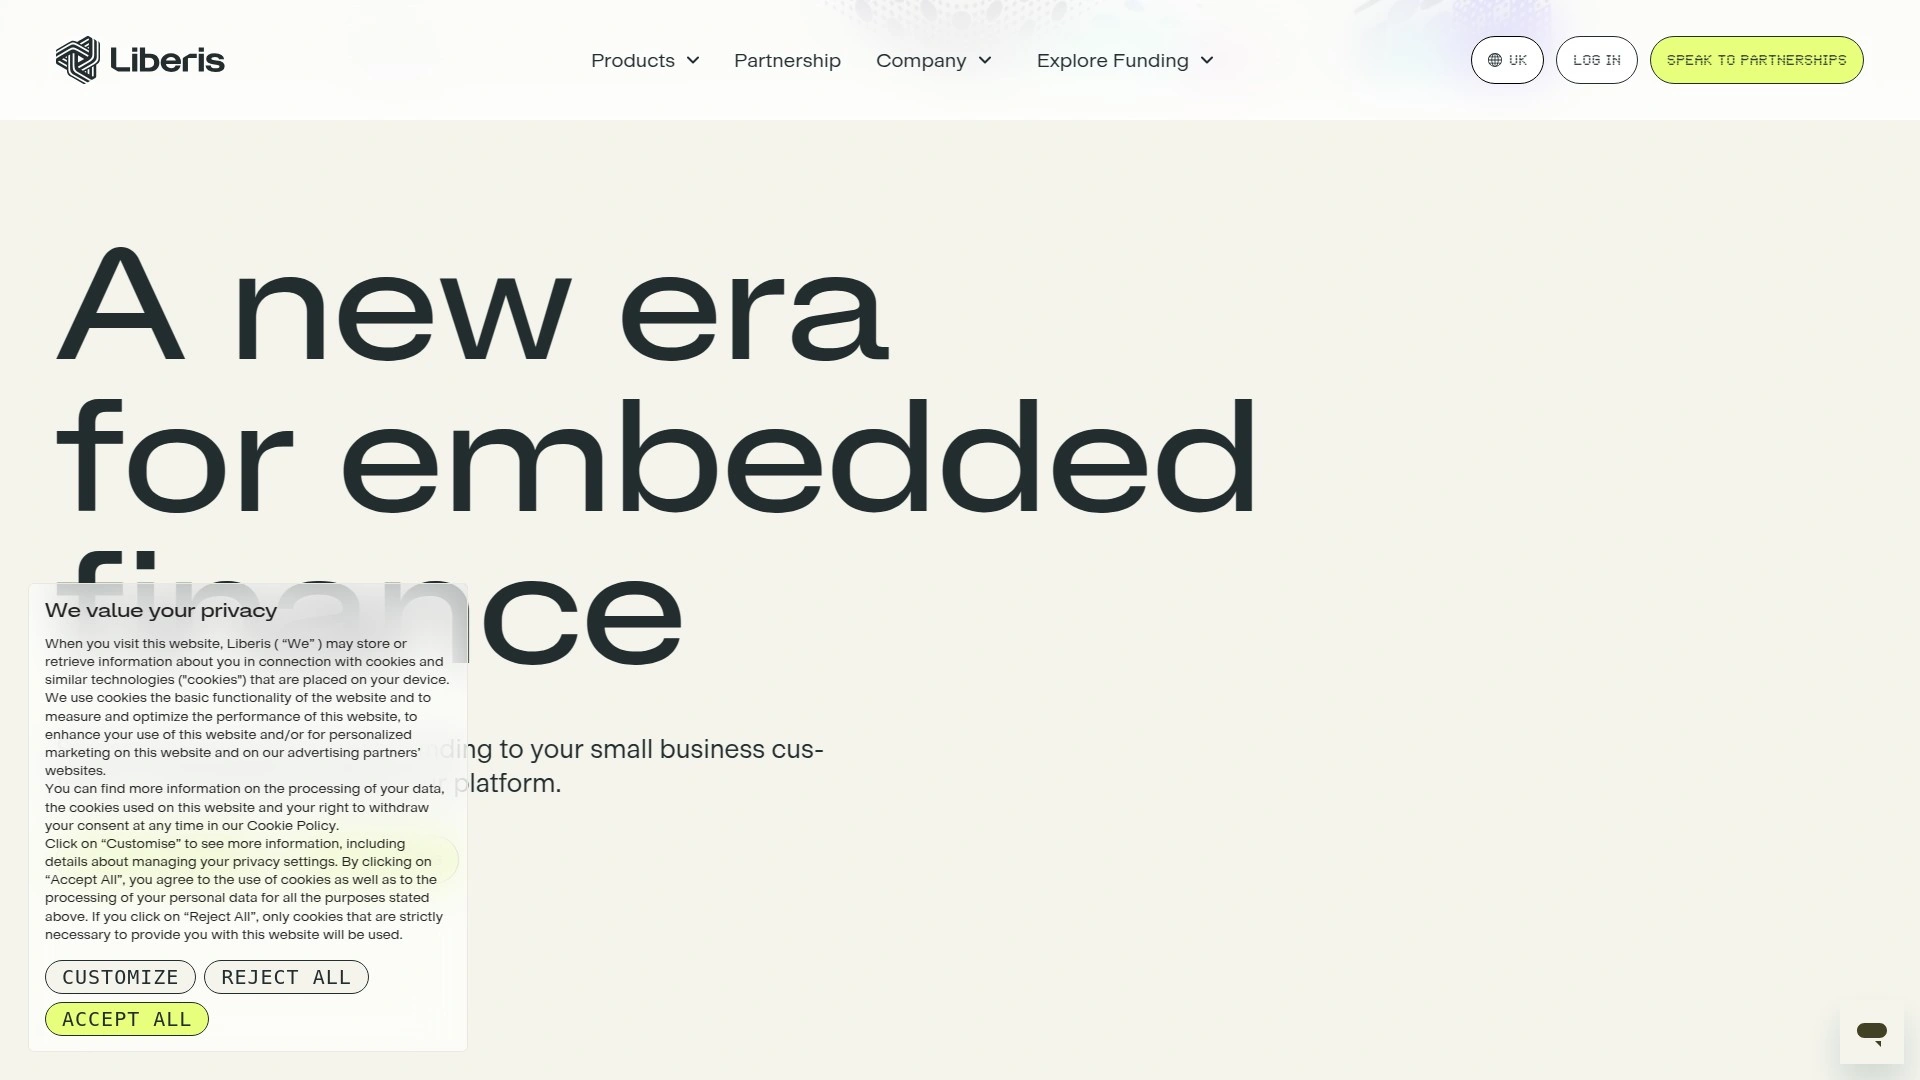 Liberis
Products
Partnership
Company
Explore Funding
UK
LOG IN
SPEAK TO PARTNERSHIPS
A new era
for embedded
finance
nding to your small business cus-
platform.
We value your privacy
When you visit this website, Liberis ( “We” ) may store or
retrieve information about you in connection with cookies and
similar technologies ("cookies") that are placed on your device.
We use cookies the basic functionality of the website and to
measure and optimize the performance of this website, to
enhance your use of this website and/or for personalized
marketing on this website and on our advertising partners’
websites.
You can find more information on the processing of your data,
the cookies used on this website and your right to withdraw
your consent at any time in our Cookie Policy.
Click on “Customise” to see more information, including
details about managing your privacy settings. By clicking on
“Accept All”, you agree to the use of cookies as well as to the
processing of your personal data for all the purposes stated
above. If you click on “Reject All”, only cookies that are strictly
necessary to provide you with this website will be used.
CUSTOMIZE
REJECT ALL
ACCEPT ALL